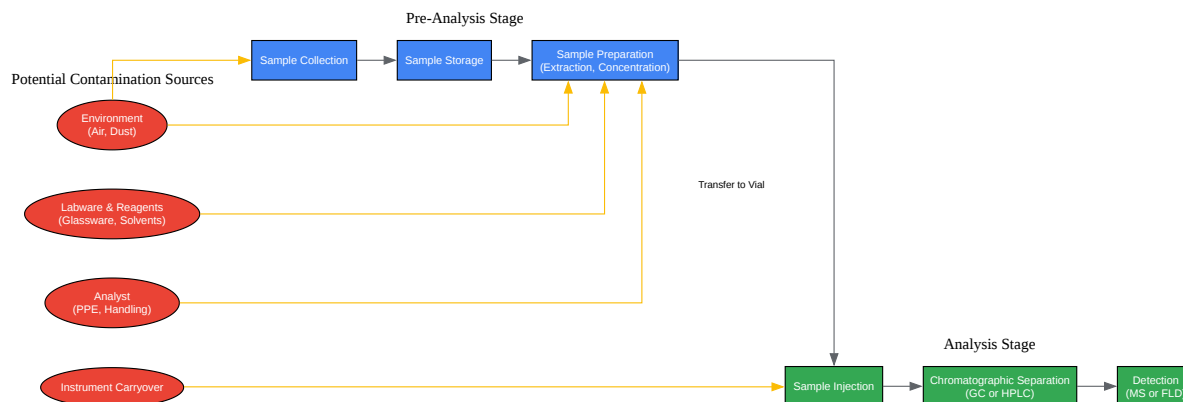 Pre-Analysis Stage
Sample Collection
Sample Storage
Sample Preparation
(Extraction, Concentration)
Potential Contamination Sources
Environment
(Air, Dust)
Transfer to Vial
Labware & Reagents
(Glassware, Solvents)
Analyst
(PPE, Handling)
Analysis Stage
Instrument Carryover
Sample Injection
Chromatographic Separation
(GC or HPLC)
Detection
(MS or FLD)